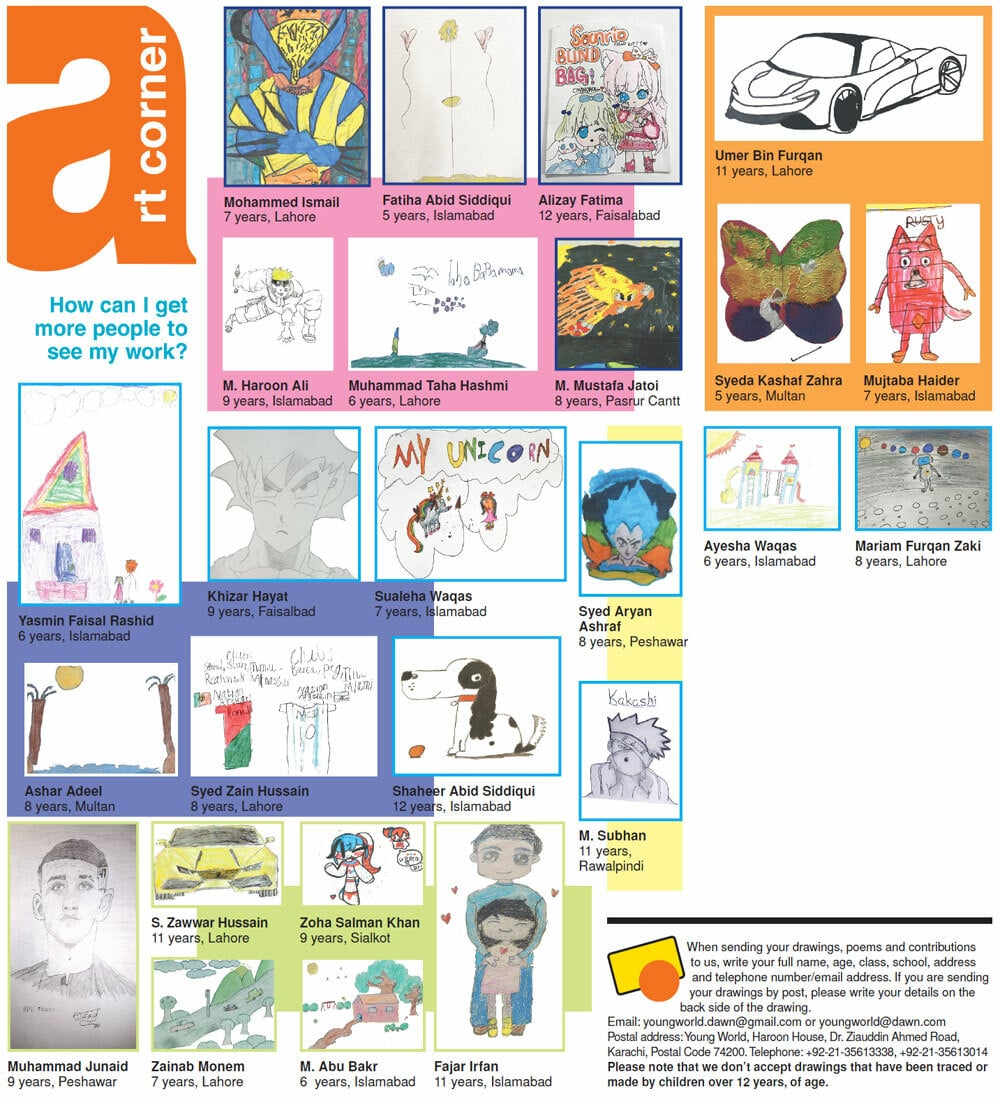 art corner
How can I get
more people to
see my work?
Sanrio
BLIND
BAG!
Mohammed Ismail
7 years, Lahore
Fatiha Abid Siddiqui
5 years, Islamabad
Alizay Fatima
12 years, Faisalabad
Umer Bin Furqan
11 years, Lahore
M. Haroon Ali
9 years, Islamabad
Taha BaBamama
Muhammad Taha Hashmi
6 years, Lahore
M. Mustafa Jatoi
8 years, Pasrur Cantt
Syeda Kashaf Zahra
5 years, Multan
RUSTY
Mujtaba Haider
7 years, Islamabad
Yasmin Faisal Rashid
6 years, Islamabad
Khizar Hayat
9 years, Faisalbad
MY UNICORN
Sualeha Waqas
7 years, Islamabad
Syed Aryan
Ashraf
8 years, Peshawar
Ayesha Waqas
6 years, Islamabad
Mariam Furqan Zaki
8 years, Lahore
Ashar Adeel
8 years, Multan
Syed Zain Hussain
8 years, Lahore
Shaheer Abid Siddiqui
12 years, Islamabad
Kakashi
M. Subhan
11 years,
Rawalpindi
Muhammad Junaid
9 years, Peshawar
S. Zawwar Hussain
11 years, Lahore
Zoha Salman Khan
9 years, Sialkot
Zainab Monem
7 years, Lahore
M. Abu Bakr
6 years, Islamabad
Fajar Irfan
11 years, Islamabad
When sending your drawings, poems and contributions
to us, write your full name, age, class, school, address
and telephone number/email address. If you are sending
your drawings by post, please write your details on the
back side of the drawing.
Email: youngworld.dawn@gmail.com or youngworld@dawn.com
Postal address: Young World, Haroon House, Dr. Ziauddin Ahmed Road,
Karachi, Postal Code 74200. Telephone: +92-21-35613338, +92-21-35613014
Please note that we don't accept drawings that have been traced or
made by children over 12 years, of age.